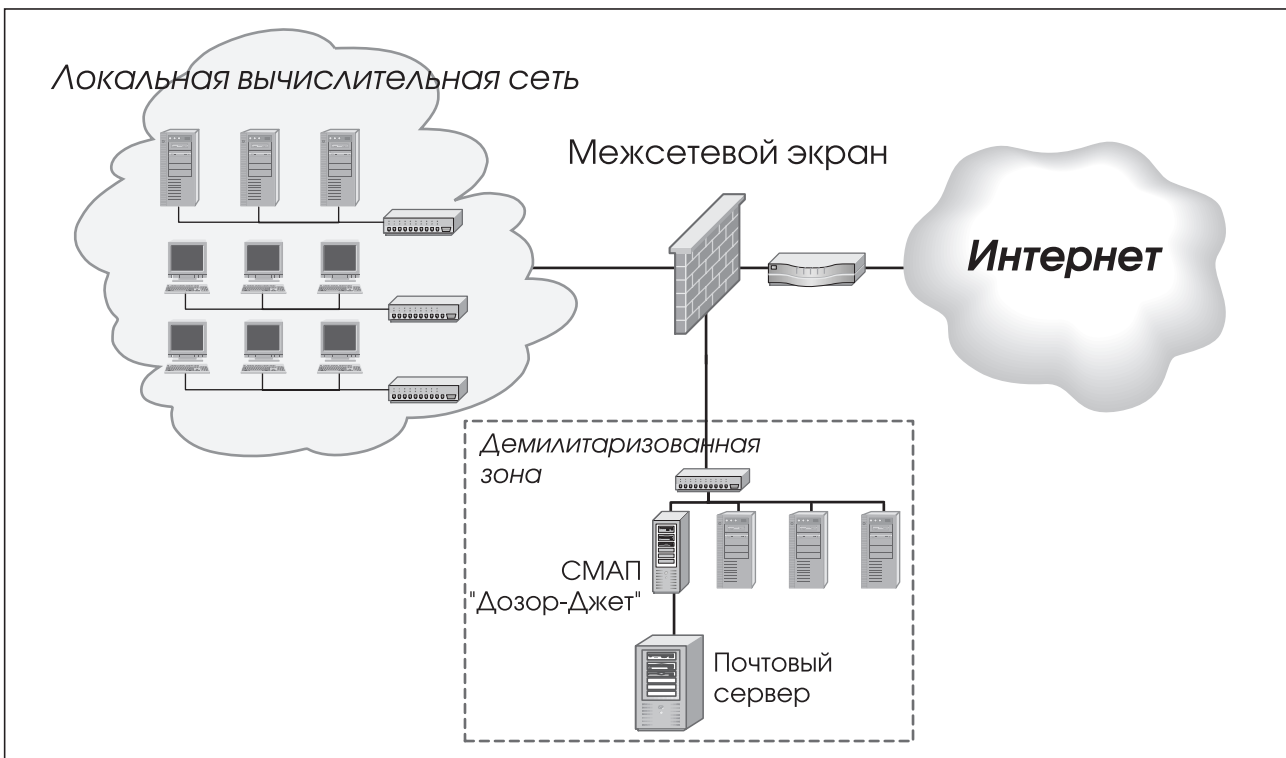 Локальная вычислительная сеть
Межсетевой экран
Интернет
Демилитаризованная
зона
СМАП
"Дозор-Джет"
Почтовый
сервер